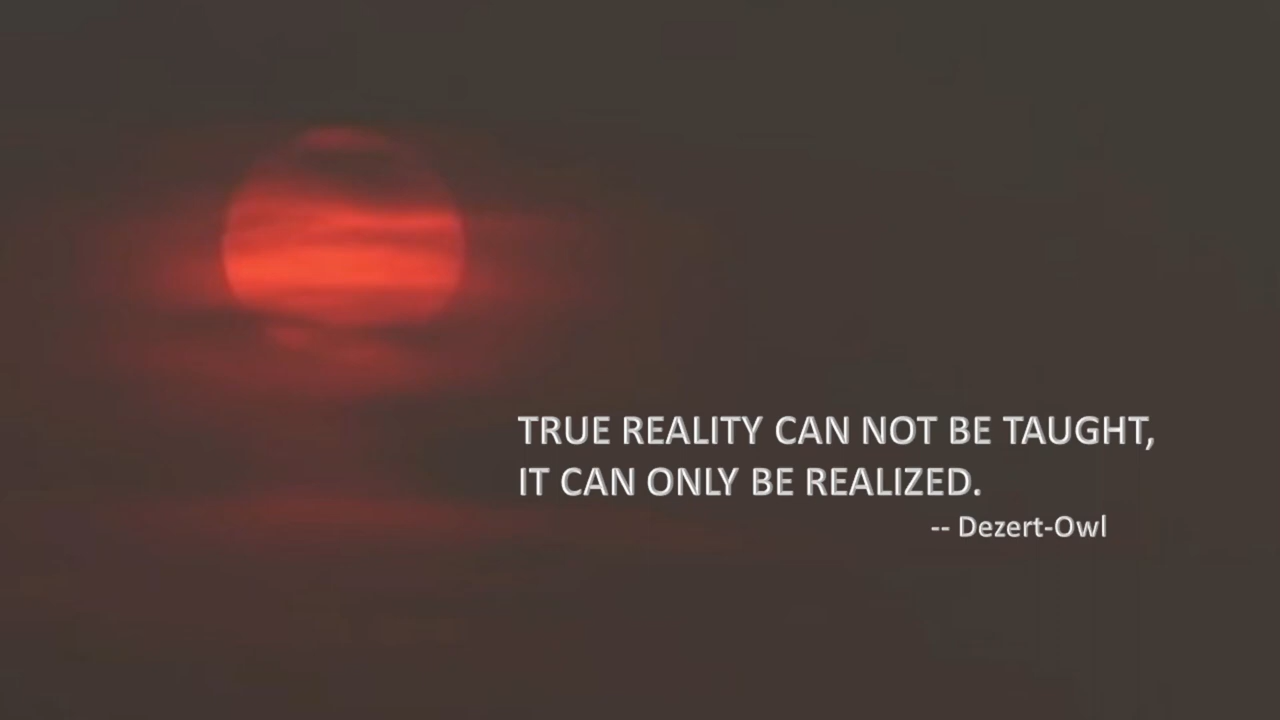 TRUE REALITY CAN NOT BE TAUGHT,
IT CAN ONLY BE REALIZED.
-- Dezert-Owl